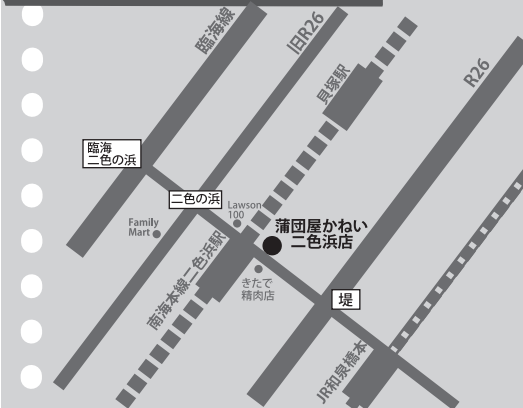 臨海線
旧R26
貝塚駅
R26
臨海
二色の浜
二色の浜
Lawson
100
Family
Mart
蒲団屋かねい
二色浜店
南海本線二色浜駅
きたで
精肉店
堤
JR和泉橋本